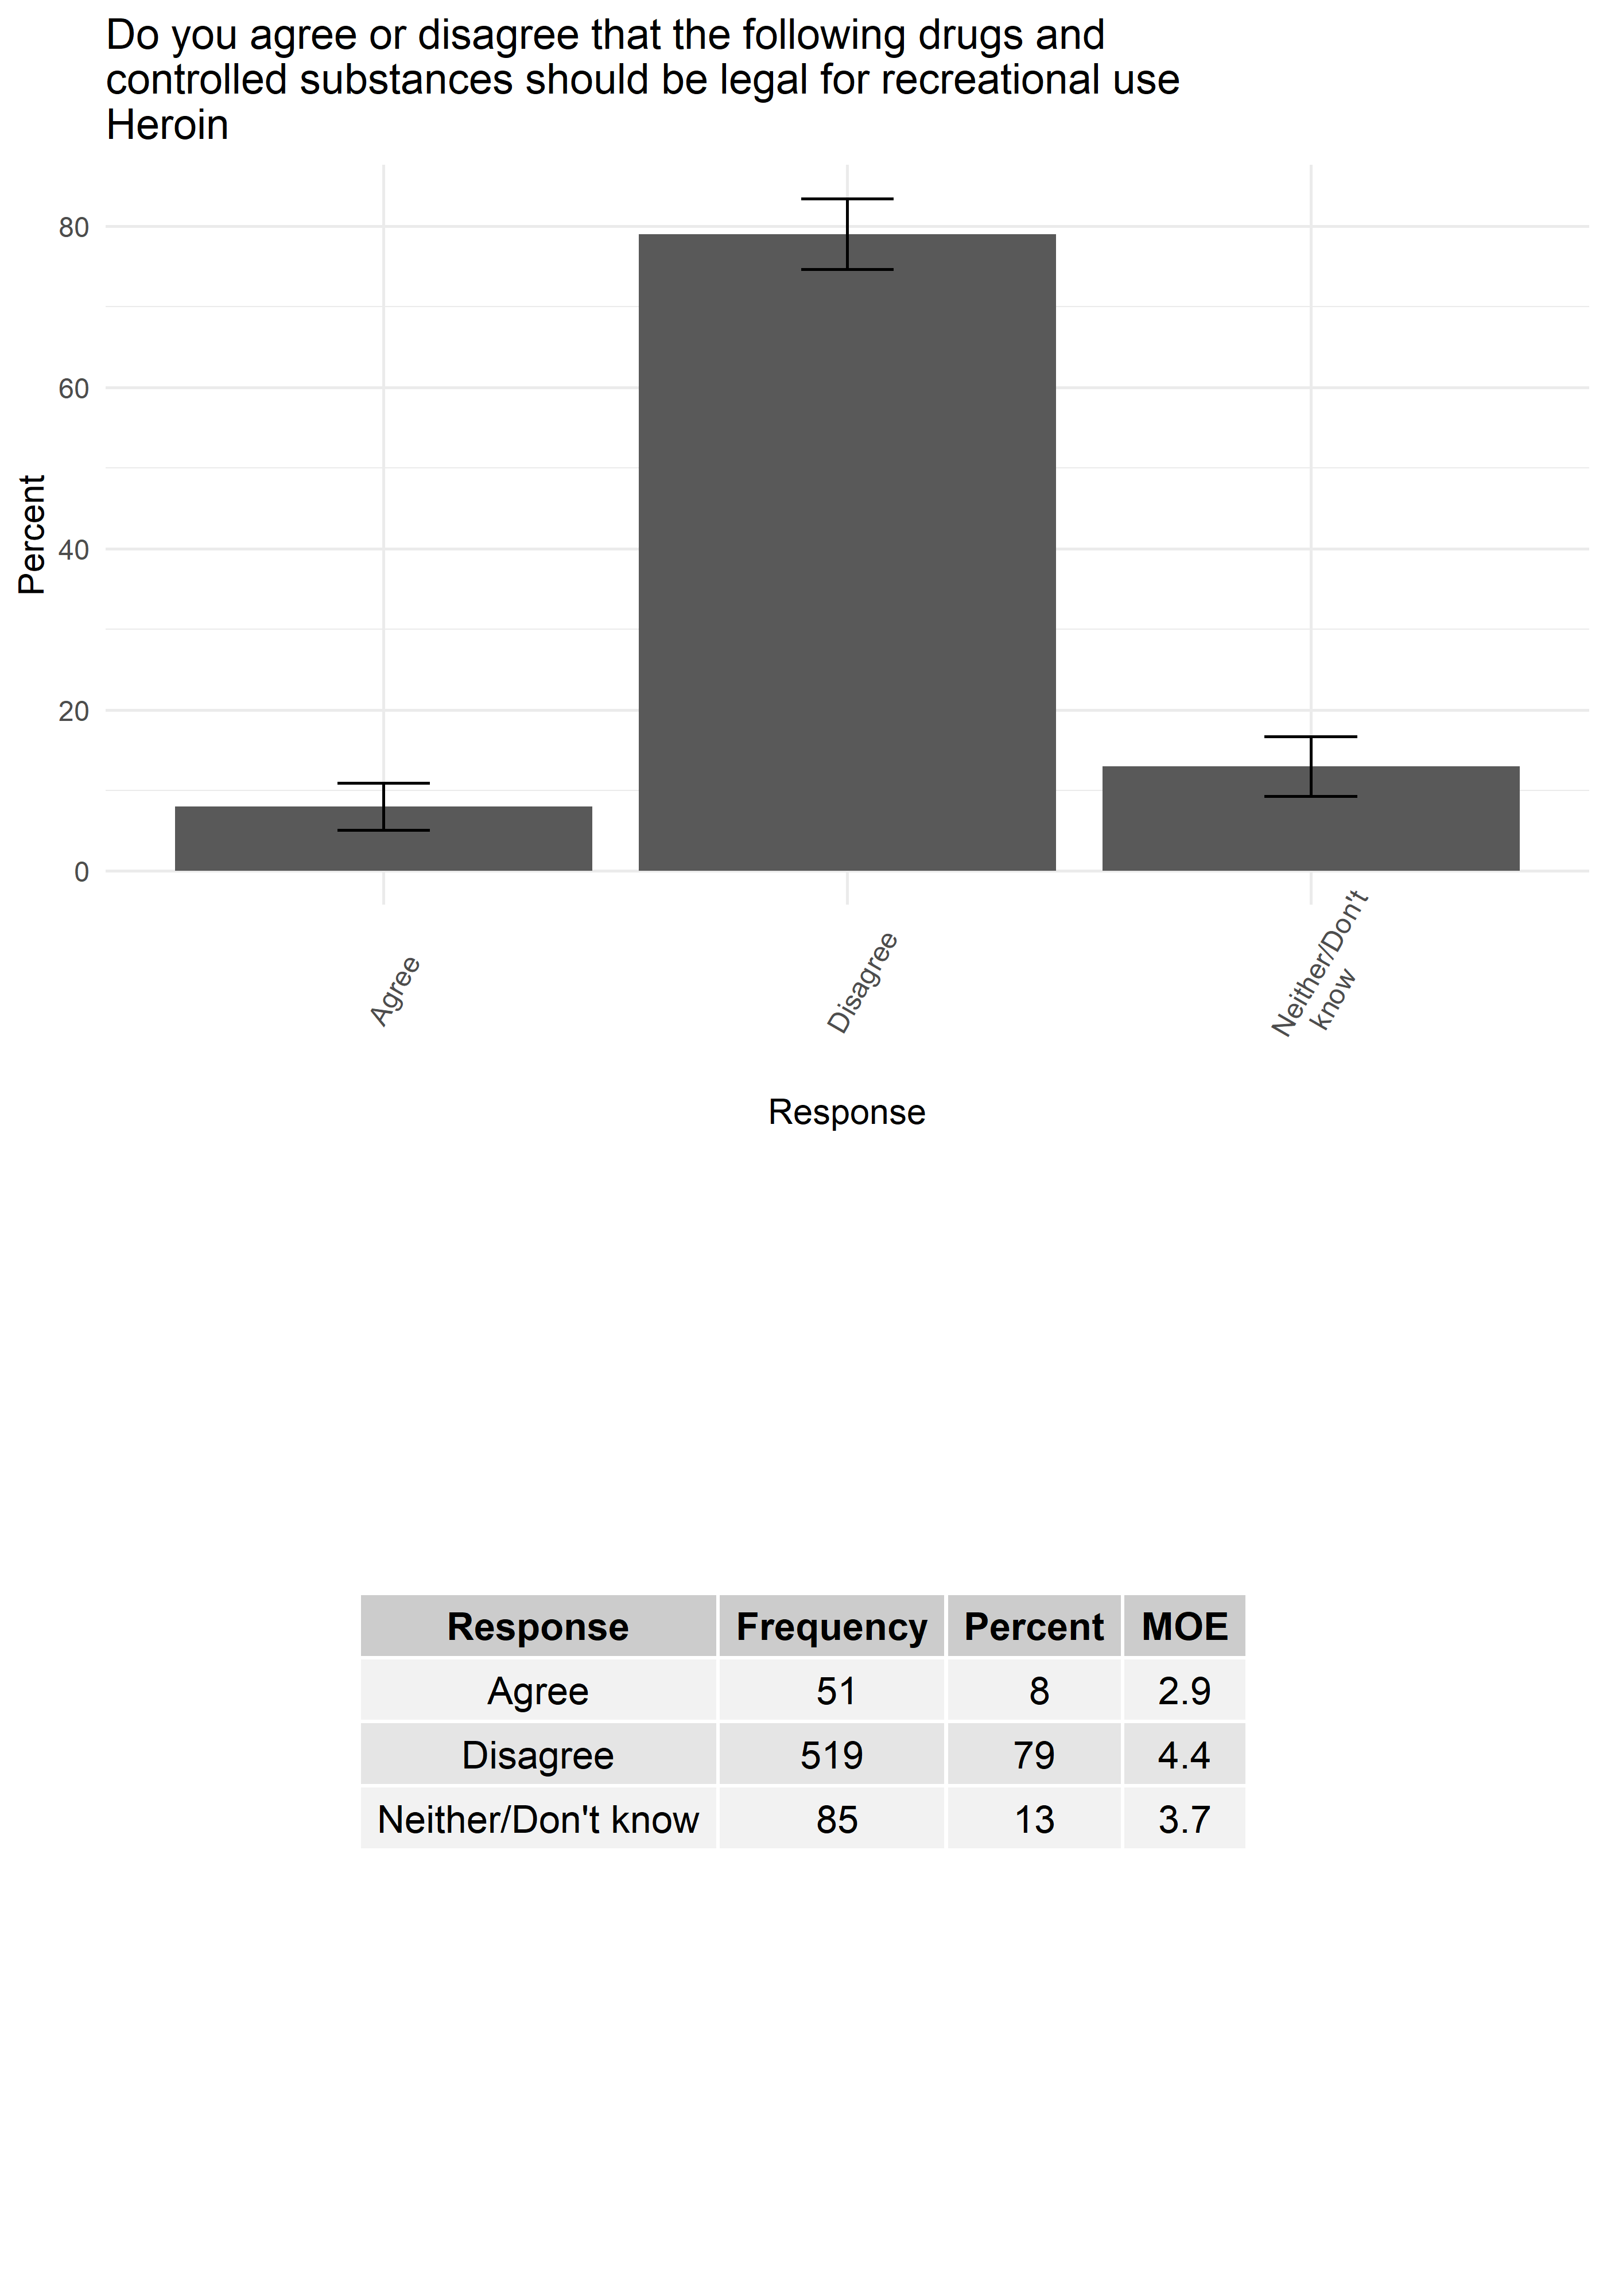 Do you agree or disagree that the following drugs and
controlled substances should be legal for recreational use
Heroin
Percent
80
60
40
20
0
Agree
Disagree
Neither/Don't
know
Response
Response Frequency Percent MOE
Agree 51 8 2.9
Disagree 519 79 4.4
Neither/Don't know 85 13 3.7